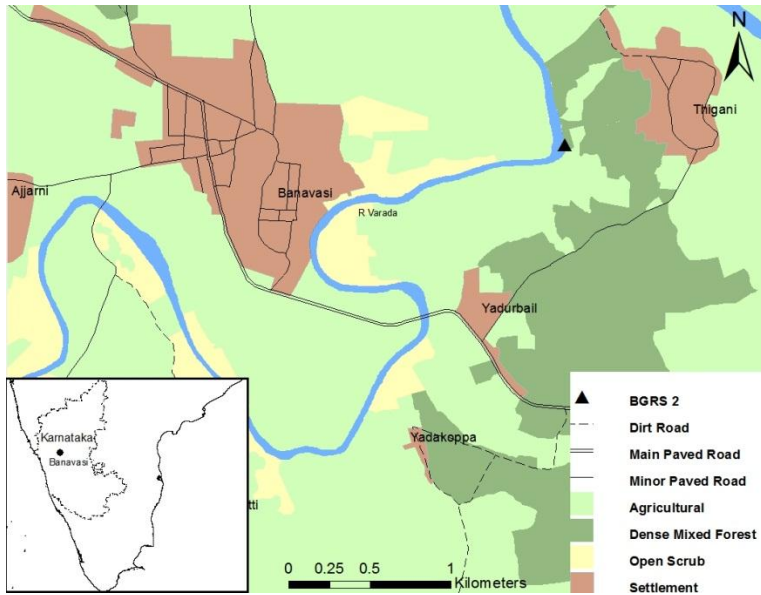 N
Thigani
Ajjarni
Banavasi
R Varada
Yadurbail
Yadakoppa
tti
Karnataka
Banavasi
BGRS 2
Dirt Road
Main Paved Road
Minor Paved Road
Agricultural
Dense Mixed Forest
Open Scrub
Settlement
0 0.25 0.5 1
Kilometers